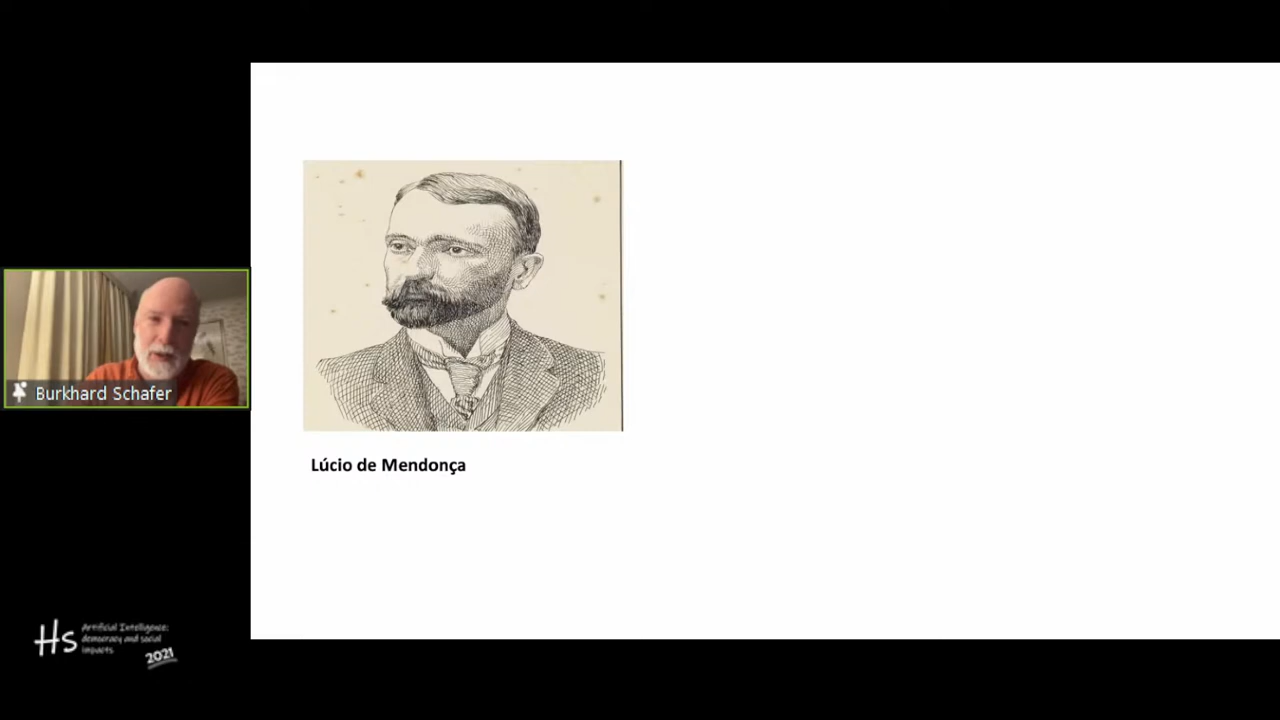 Lúcio de Mendonça
Burkhard Schafer
Hs
Artificial Intelligence:
democracy and social
impacts
2021